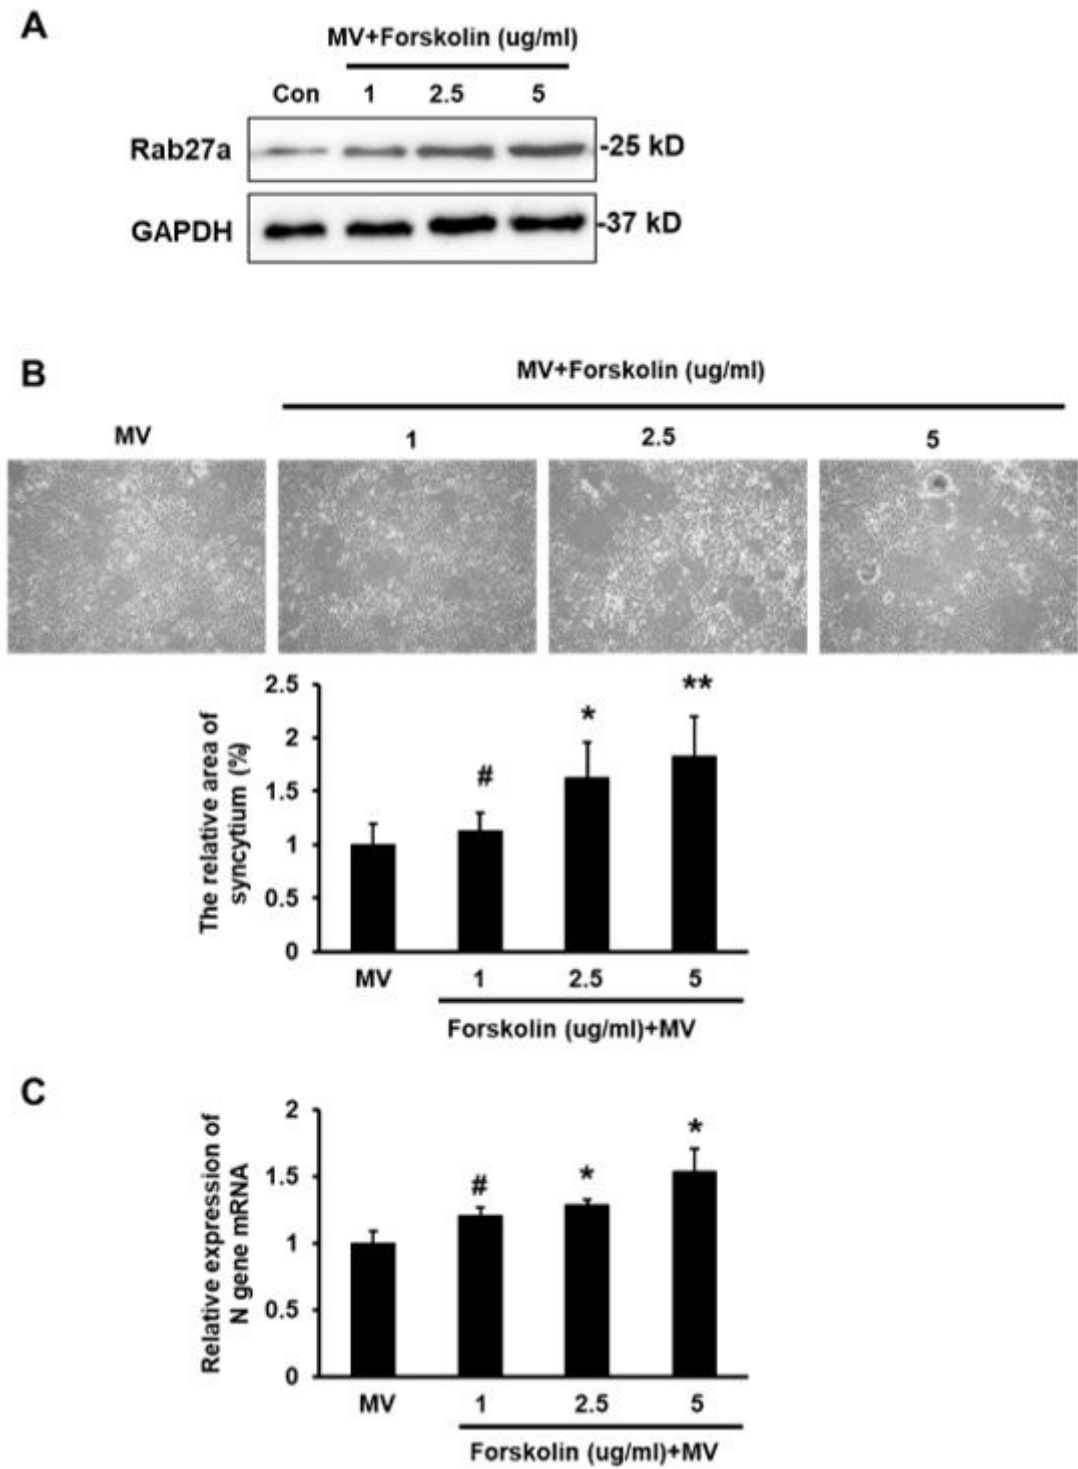 A
MV+Forskolin (ug/ml)
Con 1 2.5 5
Rab27a -25 kD
GAPDH -37 kD
B
MV+Forskolin (ug/ml)
MV 1 2.5 5
The relative area of
syncytium (%)
2.5
2
1.5
1
0.5
0
#
*
**
MV 1 2.5 5
Forskolin (ug/ml)+MV
C
Relative expression of
N gene mRNA
2
1.5
1
0.5
0
#
*
*
MV 1 2.5 5
Forskolin (ug/ml)+MV